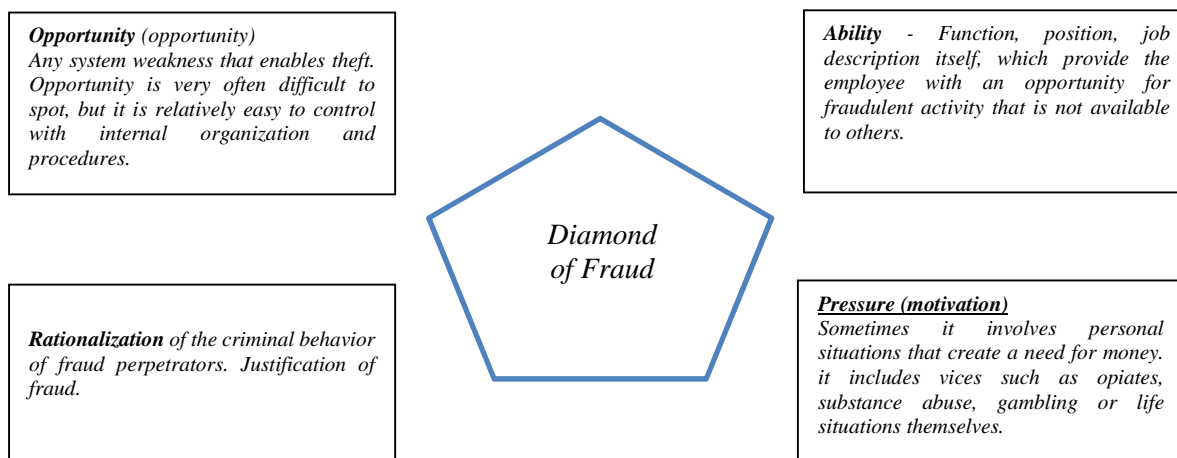 Opportunity (opportunity)
Any system weakness that enables theft.
Opportunity is very often difficult to
spot, but it is relatively easy to control
with internal organization and
procedures.
Ability - Function, position, job
description itself, which provide the
employee with an opportunity for
fraudulent activity that is not available
to others.
Diamond
of Fraud
Rationalization of the criminal behavior
of fraud perpetrators. Justification of
fraud.
Pressure (motivation)
Sometimes it involves personal
situations that create a need for money.
it includes vices such as opiates,
substance abuse, gambling or life
situations themselves.